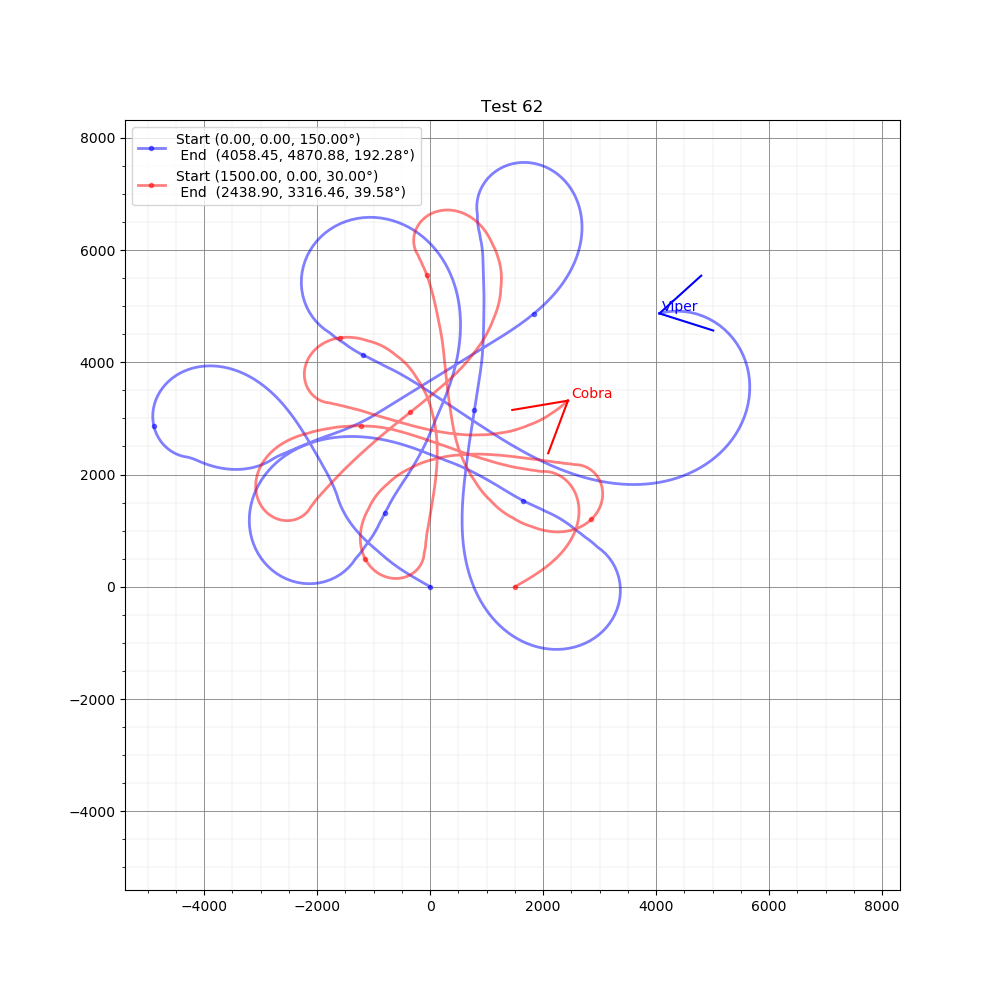 Test 62
Start (0.00, 0.00, 150.00°)
End (4058.45, 4870.88, 192.28°)
Start (1500.00, 0.00, 30.00°)
End (2438.90, 3316.46, 39.58°)
8000
6000
4000
2000
0
−2000
−4000
Viper
Cobra
−4000 −2000 0 2000 4000 6000 8000